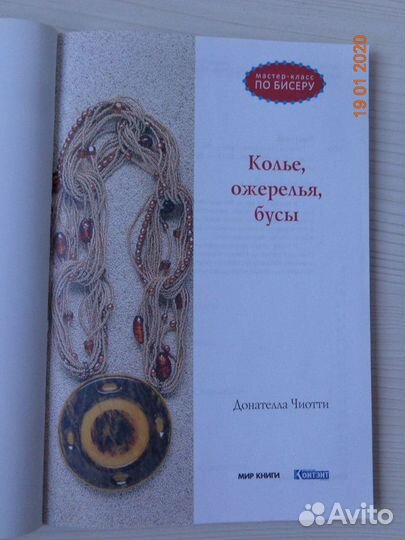 19 01 2020
мастер-класс
ПО БИСЕРУ
Колье,
ожерелья,
бусы
Донателла Чиотти
МИР КНИГИ
КОНТЭНТ
Avito